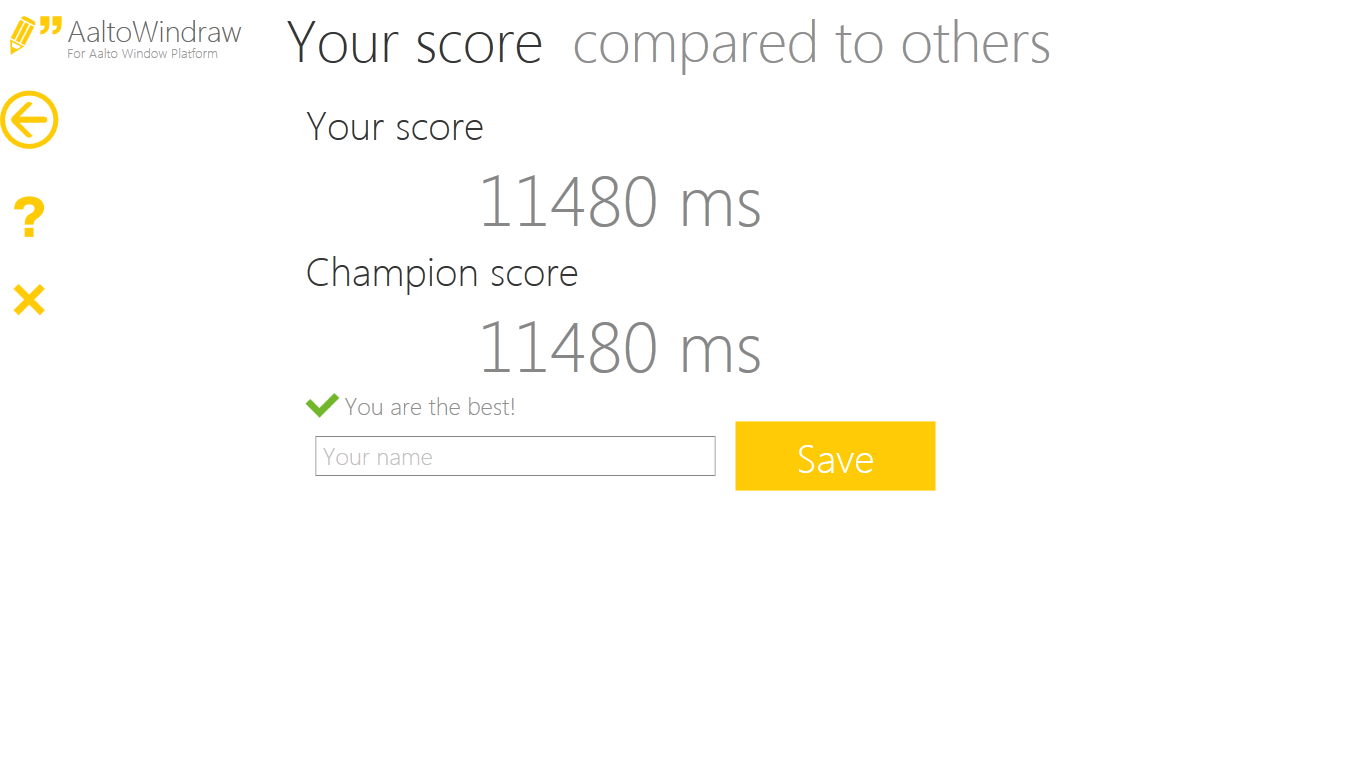 AaltoWindraw
For Aalto Window Platform
Your score compared to others
Your score
11480 ms
Champion score
11480 ms
You are the best!
Your name
Save